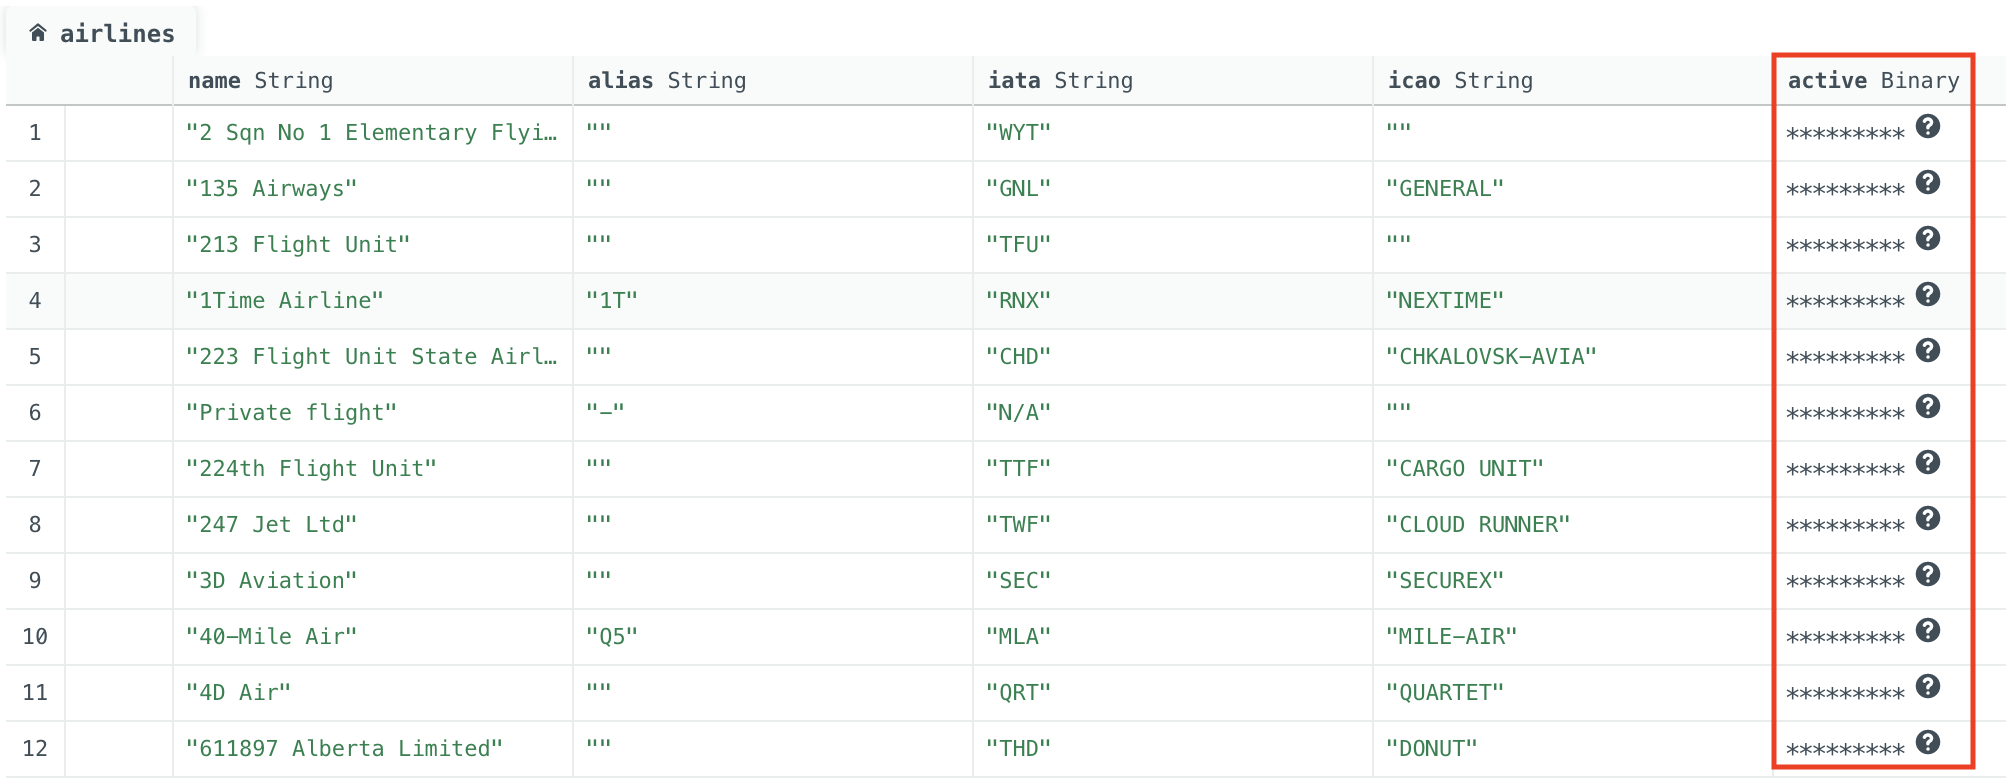 airlines
name String alias String iata String icao String active Binary
1 "2 Sqn No 1 Elementary Flyi… "" "WYT" "" ********* ?
2 "135 Airways" "" "GNL" "GENERAL" ********* ?
3 "213 Flight Unit" "" "TFU" "" ********* ?
4 "1Time Airline" "1T" "RNX" "NEXTIME" ********* ?
5 "223 Flight Unit State Airl… "" "CHD" "CHKALOVSK-AVIA" ********* ?
6 "Private flight" "-" "N/A" "" ********* ?
7 "224th Flight Unit" "" "TTF" "CARGO UNIT" ********* ?
8 "247 Jet Ltd" "" "TWF" "CLOUD RUNNER" ********* ?
9 "3D Aviation" "" "SEC" "SECUREX" ********* ?
10 "40-Mile Air" "Q5" "MLA" "MILE-AIR" ********* ?
11 "4D Air" "" "QRT" "QUARTET" ********* ?
12 "611897 Alberta Limited" "" "THD" "DONUT" ********* ?